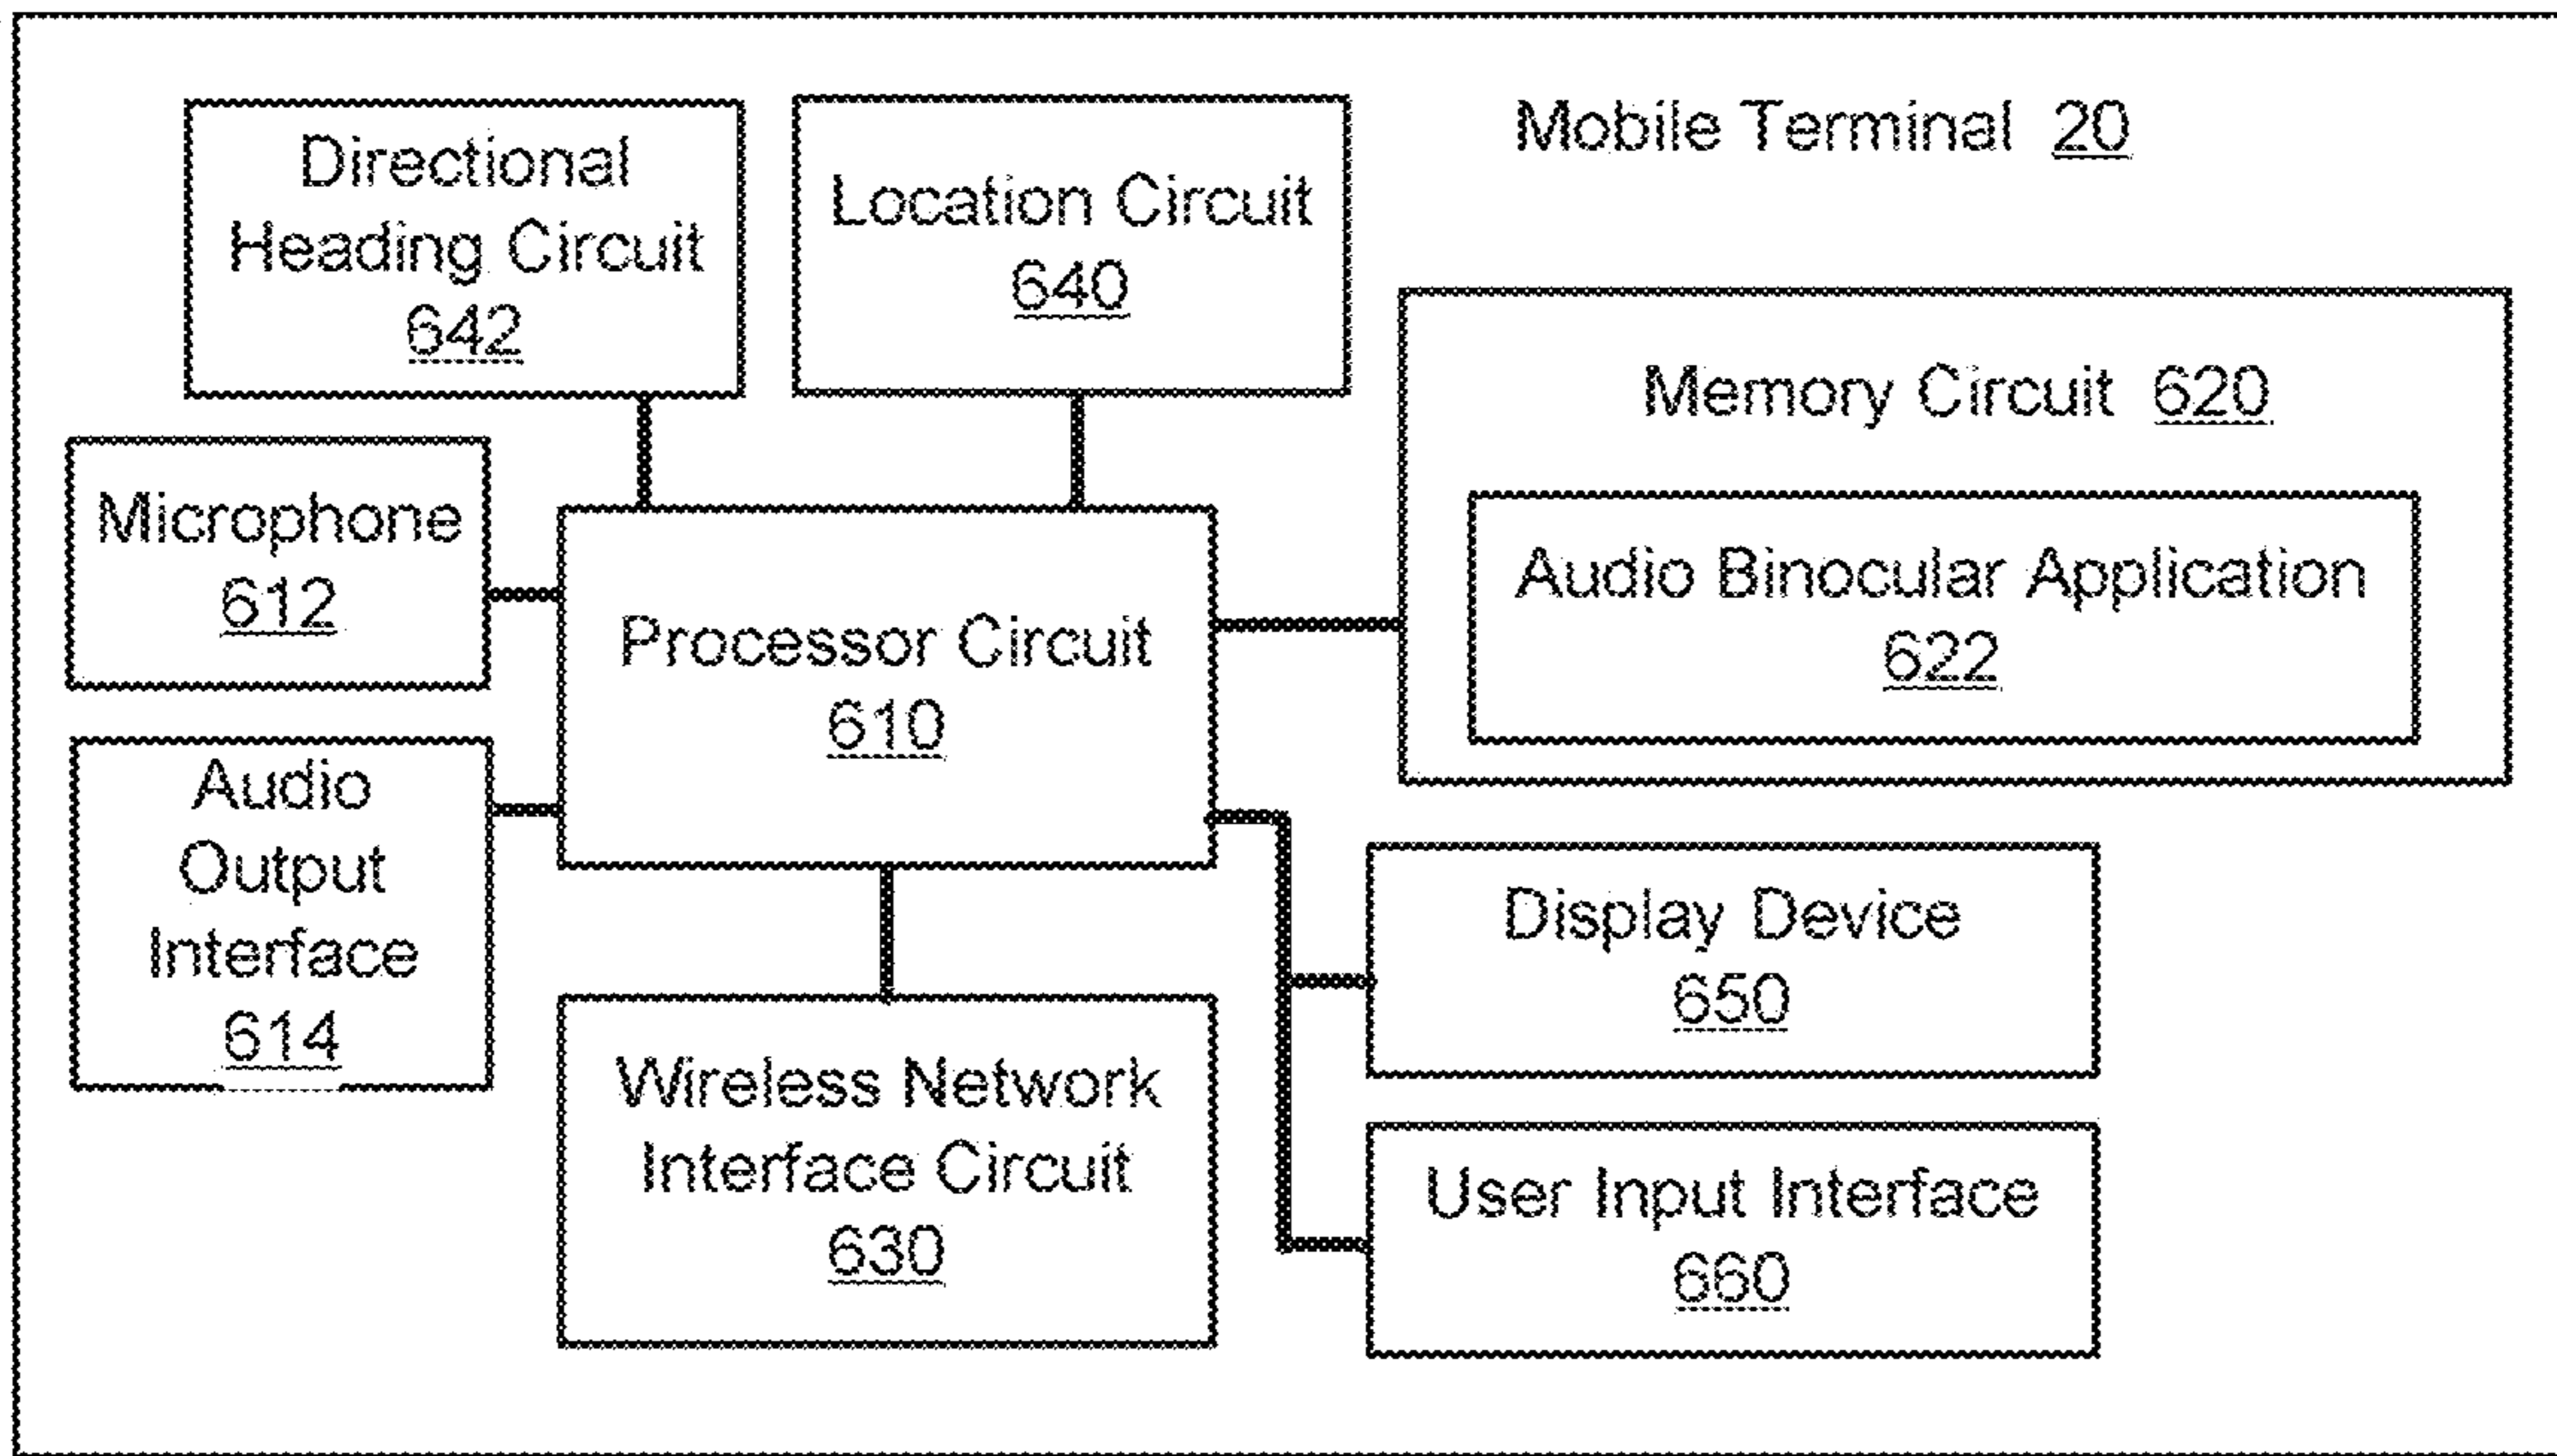 Mobile Terminal 20
Directional
Heading Circuit
642
Location Circuit
640
Memory Circuit 620
Audio Binocular Application
622
Microphone
612
Processor Circuit
610
Audio
Output
Interface
614
Display Device
650
Wireless Network
Interface Circuit
630
User Input Interface
660